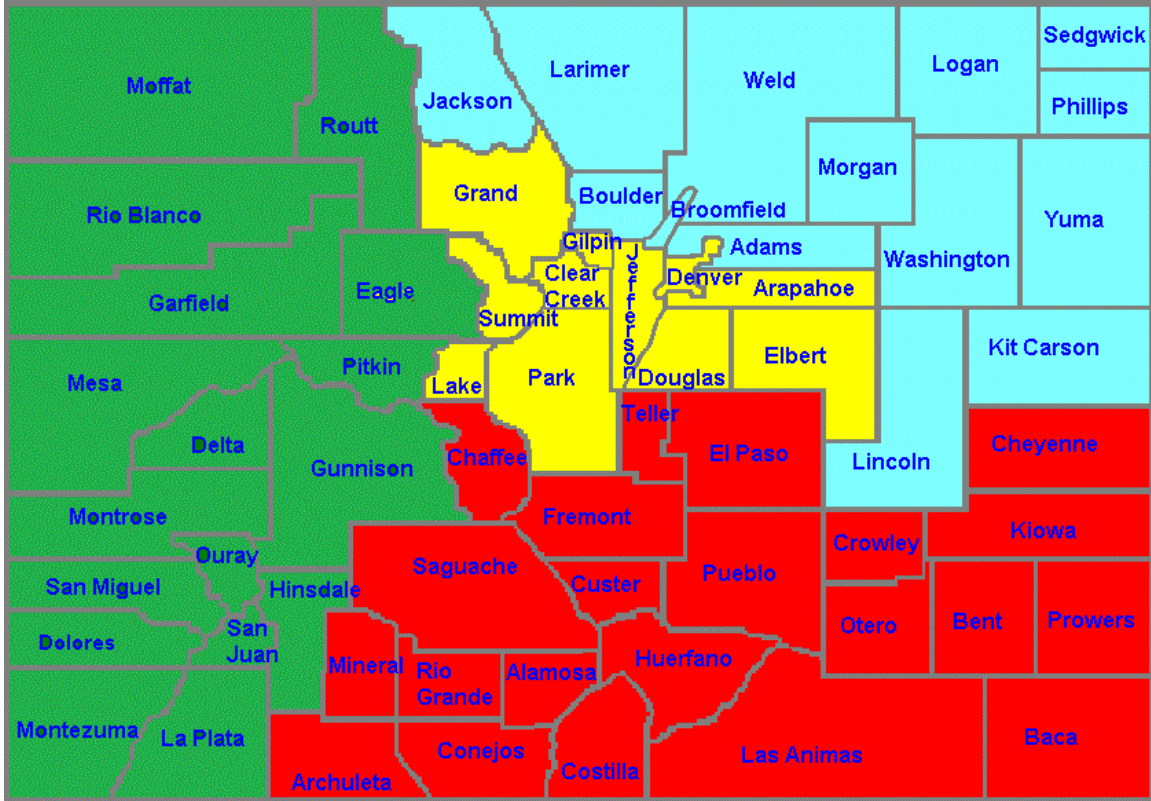 Sedgwick
Logan
Larimer
Weld
Moffat
Jackson
Phillips
Routt
Morgan
Grand
Boulder
Rio Blanco
Broomfield
Yuma
Gilpin
Jefferson
Adams
Washington
Clear
Creek
Denver
Arapahoe
Eagle
Garfield
Summit
Kit Carson
Elbert
Pitkin
Park
Douglas
Mesa
Lake
Teller
Delta
Cheyenne
Chaffee
El Paso
Lincoln
Gunnison
Montrose
Fremont
Kiowa
Crowley
Ouray
Saguache
Pueblo
San Miguel
Hinsdale
Custer
Bent
Prowers
Otero
San
Juan
Dolores
Huerfano
Mineral
Rio
Grande
Alamosa
Montezuma
La Plata
Baca
Conejos
Las Animas
Costilla
Archuleta